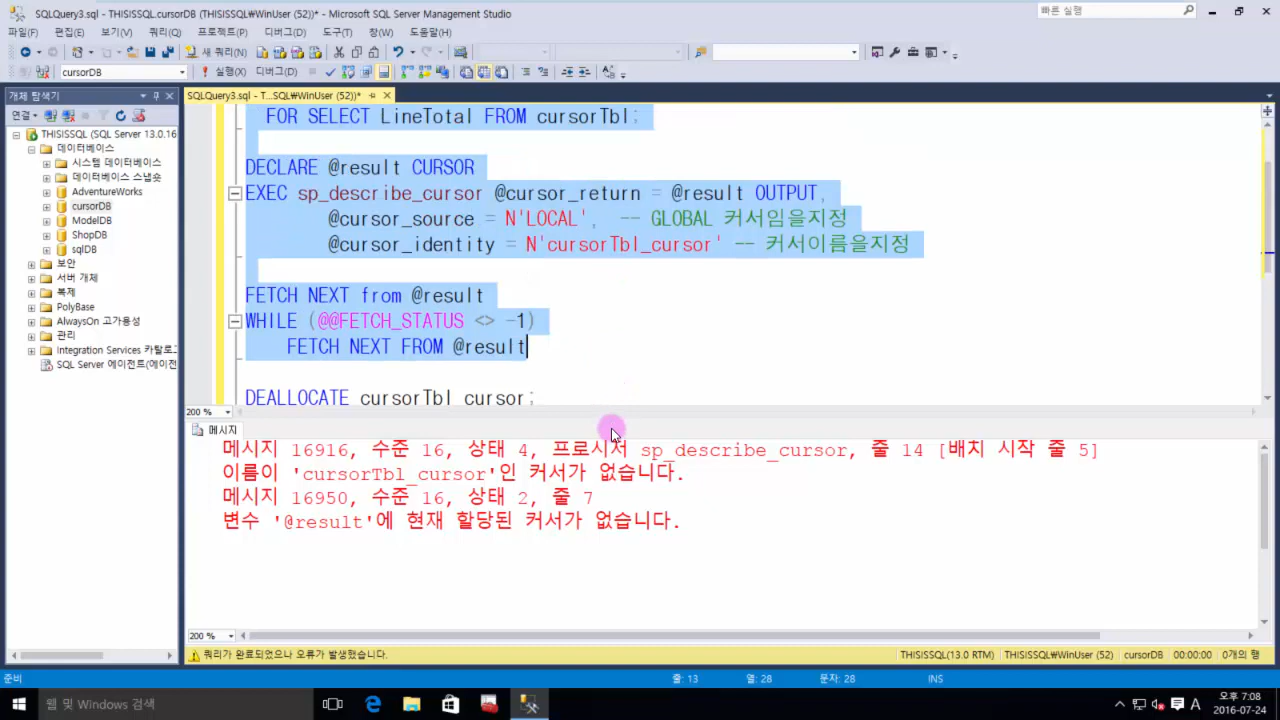 SQLQuery3.sql - THISISSQL.cursorDB (THISISSQL\WinUser (52))* - Microsoft SQL Server Management Studio
빠른 실행
파일(F) 편집(E) 보기(V) 쿼리(Q) 프로젝트(P) 디버그(D) 도구(T) 창(W) 도움말(H)
새 쿼리(N)
cursorDB 실행(X) 디버그(D)
개체 탐색기
SQLQuery3.sql - T...SQL\WinUser (52))*
연결
THISISSQL (SQL Server 13.0.16
데이터베이스
시스템 데이터베이스
데이터베이스 스냅숏
AdventureWorks
cursorDB
ModelDB
ShopDB
sqlDB
보안
서버 개체
복제
PolyBase
AlwaysOn 고가용성
관리
Integration Services 카탈로그
SQL Server 에이전트(에이전
FOR SELECT LineTotal FROM cursorTbl;
DECLARE @result CURSOR
EXEC sp_describe_cursor @cursor_return = @result OUTPUT,
@cursor_source = N'LOCAL', -- GLOBAL 커서임을지정
@cursor_identity = N'cursorTbl_cursor' -- 커서이름을지정
FETCH NEXT from @result
WHILE (@@FETCH_STATUS <> -1)
FETCH NEXT FROM @result
DEALLOCATE cursorTbl_cursor;
200 %
메시지
메시지 16916, 수준 16, 상태 4, 프로시저 sp_describe_cursor, 줄 14 [배치 시작 줄 5]
이름이 'cursorTbl_cursor'인 커서가 없습니다.
메시지 16950, 수준 16, 상태 2, 줄 7
변수 '@result'에 현재 할당된 커서가 없습니다.
200 %
쿼리가 완료되었으나 오류가 발생했습니다. THISISSQL (13.0 RTM) THISISSQL\WinUser (52) cursorDB 00:00:00 0개의 행
준비 줄: 13 열: 28 문자: 28 INS
웹 및 Windows 검색
A 오후 7:08
2016-07-24